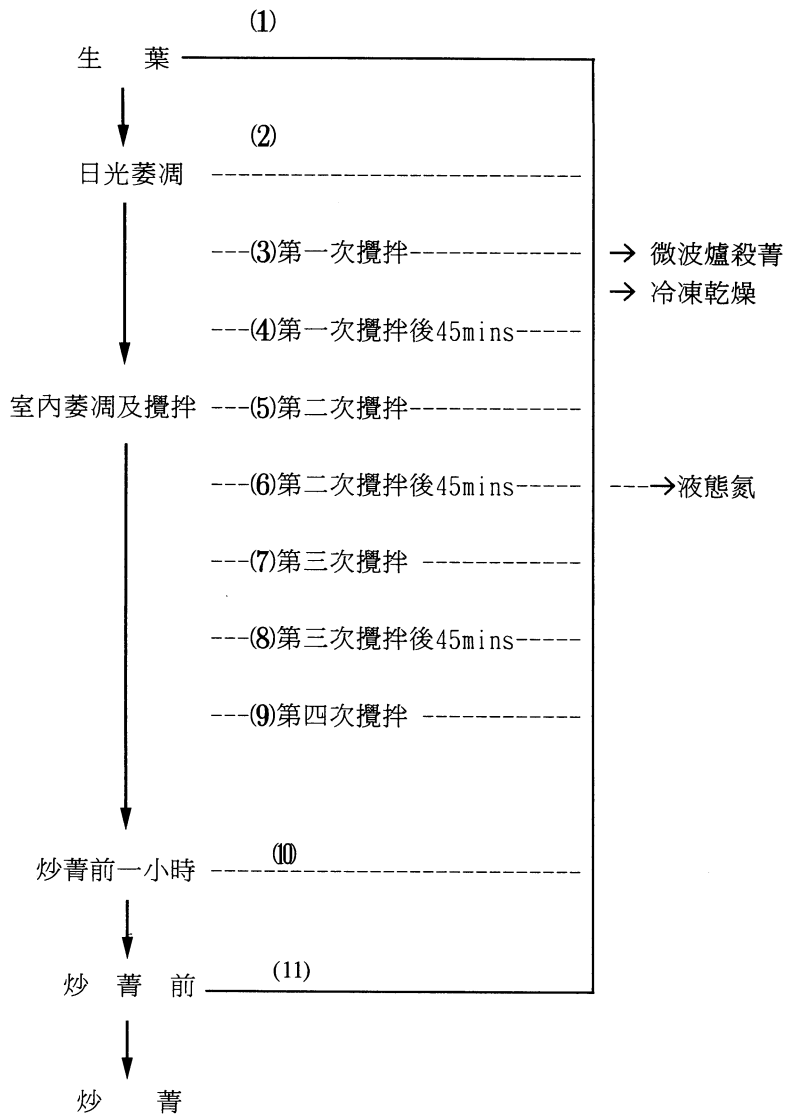 (1)
生 葉
(2)
日光萎凋
(3)第一次攪拌
→ 微波爐殺菁
→ 冷凍乾燥
(4)第一次攪拌後45mins
室內萎凋及攪拌
(5)第二次攪拌
(6)第二次攪拌後45mins
→液態氮
(7)第三次攪拌
(8)第三次攪拌後45mins
(9)第四次攪拌
(10)
炒菁前一小時
(11)
炒 菁 前
炒 菁